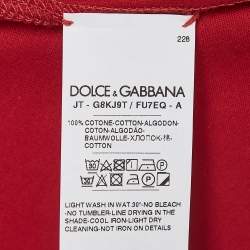 228
DOLCE & GABBANA
JT - G8KJ9T / FU7EQ - A
100% COTONE-COTTON-ALGODON-
COTTON-ALGODÃO-
BAUMWOLLE-ХЛОПОК-棉-
COTTON
LIGHT WASH IN WAT 30°-NO BLEACH
-NO TUMBLER-LINE DRYING IN THE
SHADE-COOL IRON-LIGHT DRY
CLEANING-NOT IRON ON DETAILS